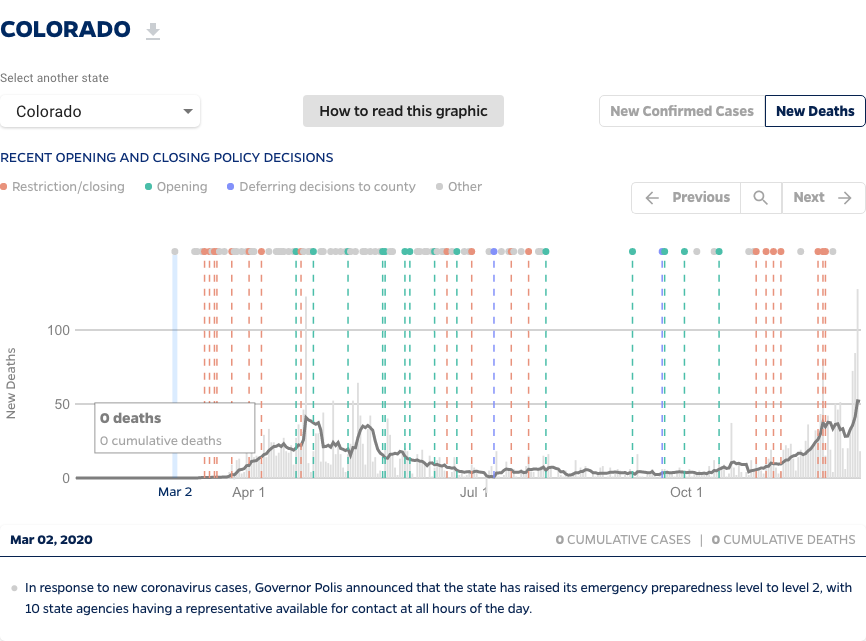 COLORADO
Select another state
Colorado
How to read this graphic
New Confirmed Cases
New Deaths
RECENT OPENING AND CLOSING POLICY DECISIONS
Restriction/closing
Opening
Deferring decisions to county
Other
Previous
Next
New Deaths
100
50
0
0 deaths
0 cumulative deaths
Mar 2
Apr 1
Jul 1
Oct 1
Mar 02, 2020
0 CUMULATIVE CASES | 0 CUMULATIVE DEATHS
In response to new coronavirus cases, Governor Polis announced that the state has raised its emergency preparedness level to level 2, with
10 state agencies having a representative available for contact at all hours of the day.